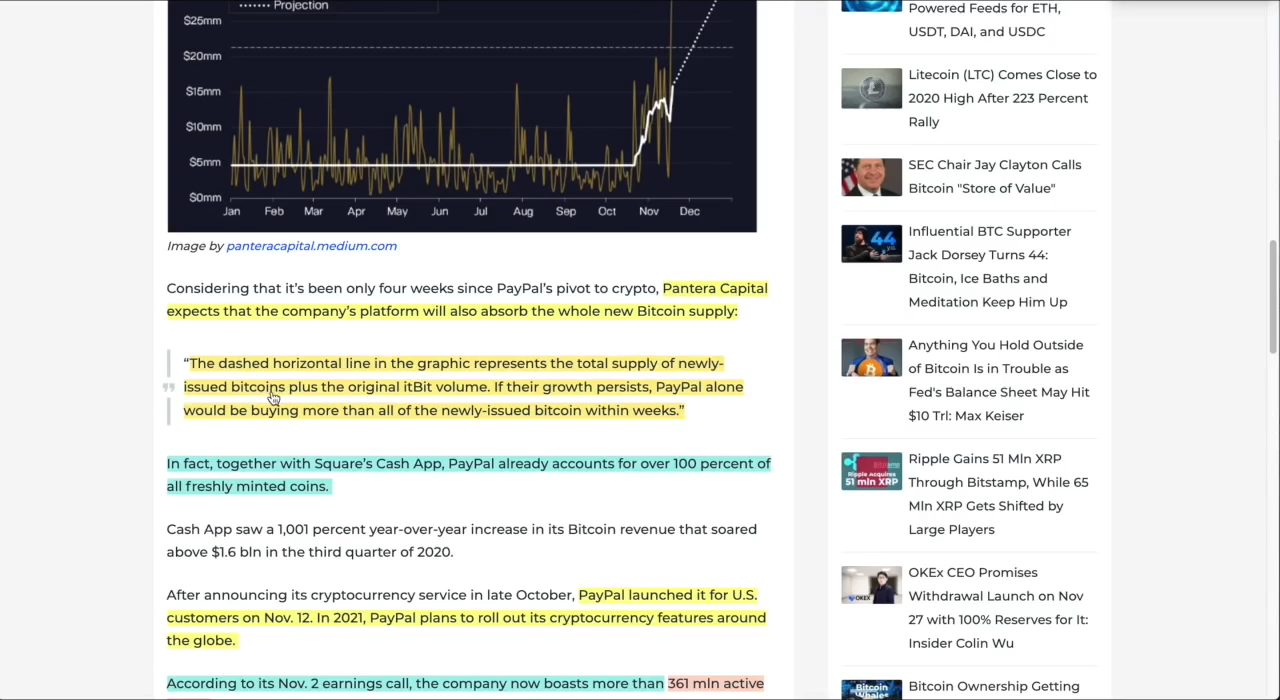 Projection
$25mm
$20mm
$15mm
$10mm
$5mm
$0mm
Jan Feb Mar Apr May Jun Jul Aug Sep Oct Nov Dec
Image by panteracapital.medium.com
Considering that it's been only four weeks since PayPal's pivot to crypto, Pantera Capital
expects that the company's platform will also absorb the whole new Bitcoin supply:
“The dashed horizontal line in the graphic represents the total supply of newly-
issued bitcoins plus the original itBit volume. If their growth persists, PayPal alone
would be buying more than all of the newly-issued bitcoin within weeks.”
In fact, together with Square's Cash App, PayPal already accounts for over 100 percent of
all freshly minted coins.
Cash App saw a 1,001 percent year-over-year increase in its Bitcoin revenue that soared
above $1.6 bln in the third quarter of 2020.
After announcing its cryptocurrency service in late October, PayPal launched it for U.S.
customers on Nov. 12. In 2021, PayPal plans to roll out its cryptocurrency features around
the globe.
According to its Nov. 2 earnings call, the company now boasts more than 361 mln active
Powered Feeds for ETH,
USDT, DAI, and USDC
Litecoin (LTC) Comes Close to
2020 High After 223 Percent
Rally
SEC Chair Jay Clayton Calls
Bitcoin "Store of Value"
44
Influential BTC Supporter
Jack Dorsey Turns 44:
Bitcoin, Ice Baths and
Meditation Keep Him Up
Anything You Hold Outside
of Bitcoin Is in Trouble as
Fed's Balance Sheet May Hit
$10 Trl: Max Keiser
Ripple acquires
51 mln XRP
Ripple Gains 51 Mln XRP
Through Bitstamp, While 65
Mln XRP Gets Shifted by
Large Players
OKEX
OKEx CEO Promises
Withdrawal Launch on Nov
27 with 100% Reserves for It:
Insider Colin Wu
Bitcoin
Whales
Bitcoin Ownership Getting